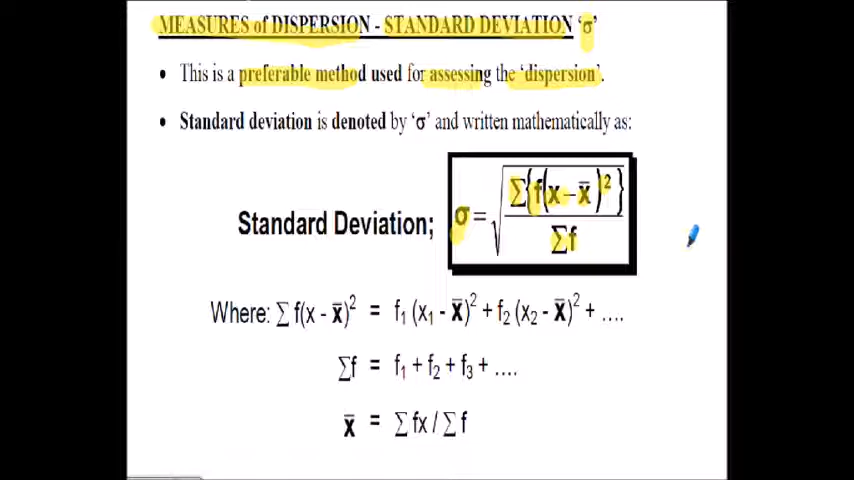 MEASURES of DISPERSION - STANDARD DEVIATION ‘σ’
• This is a preferable method used for assessing the ‘dispersion’.
• Standard deviation is denoted by ‘σ’ and written mathematically as:
Standard Deviation; σ = √(∑{f(x – x̄)²} / ∑f)
Where: ∑ f(x - x̄)² = f₁ (x₁ - x̄)² + f₂ (x₂ - x̄)² + ....
∑f = f₁ + f₂ + f₃ + ....
x̄ = ∑ fx / ∑ f